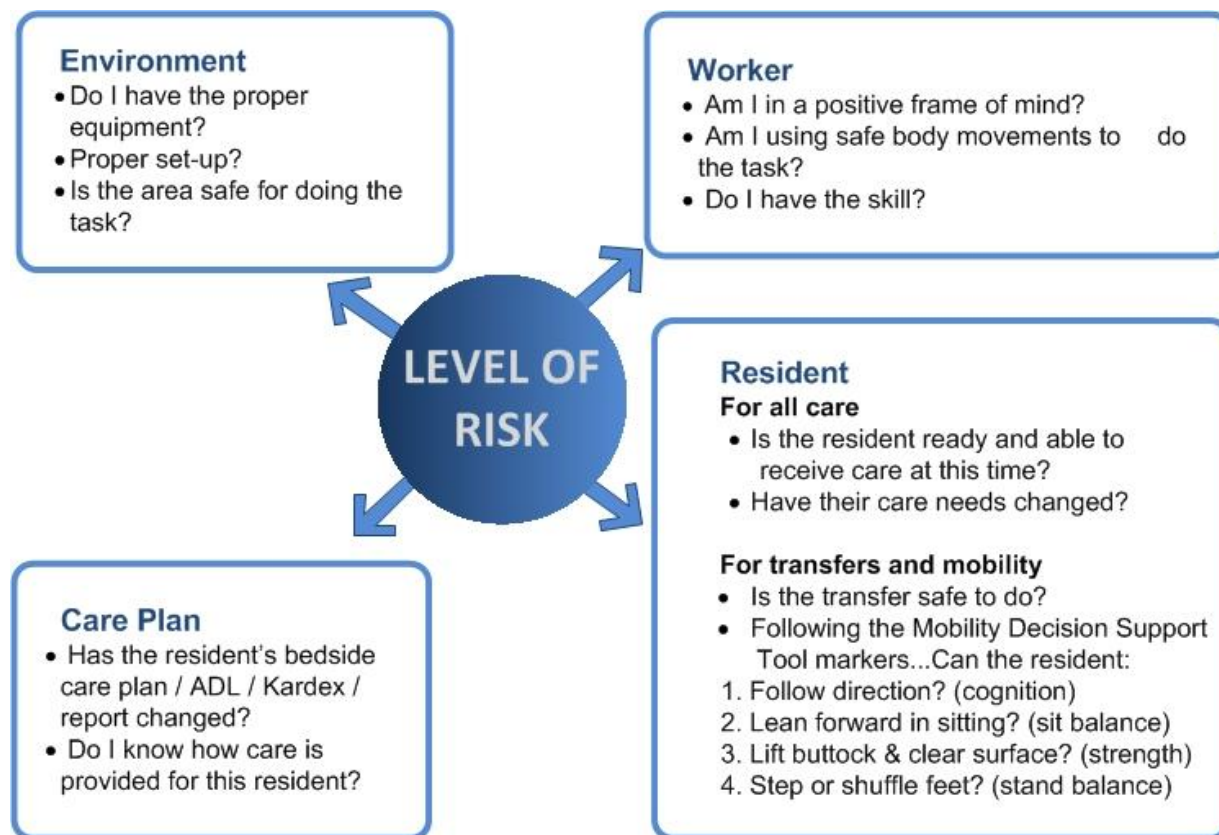 Environment
• Do I have the proper
equipment?
• Proper set-up?
• Is the area safe for doing the
task?
Worker
• Am I in a positive frame of mind?
• Am I using safe body movements to do
the task?
• Do I have the skill?
LEVEL OF
RISK
Care Plan
• Has the resident's bedside
care plan / ADL / Kardex /
report changed?
• Do I know how care is
provided for this resident?
Resident
For all care
• Is the resident ready and able to
receive care at this time?
• Have their care needs changed?
For transfers and mobility
• Is the transfer safe to do?
• Following the Mobility Decision Support
Tool markers...Can the resident:
1. Follow direction? (cognition)
2. Lean forward in sitting? (sit balance)
3. Lift buttock & clear surface? (strength)
4. Step or shuffle feet? (stand balance)